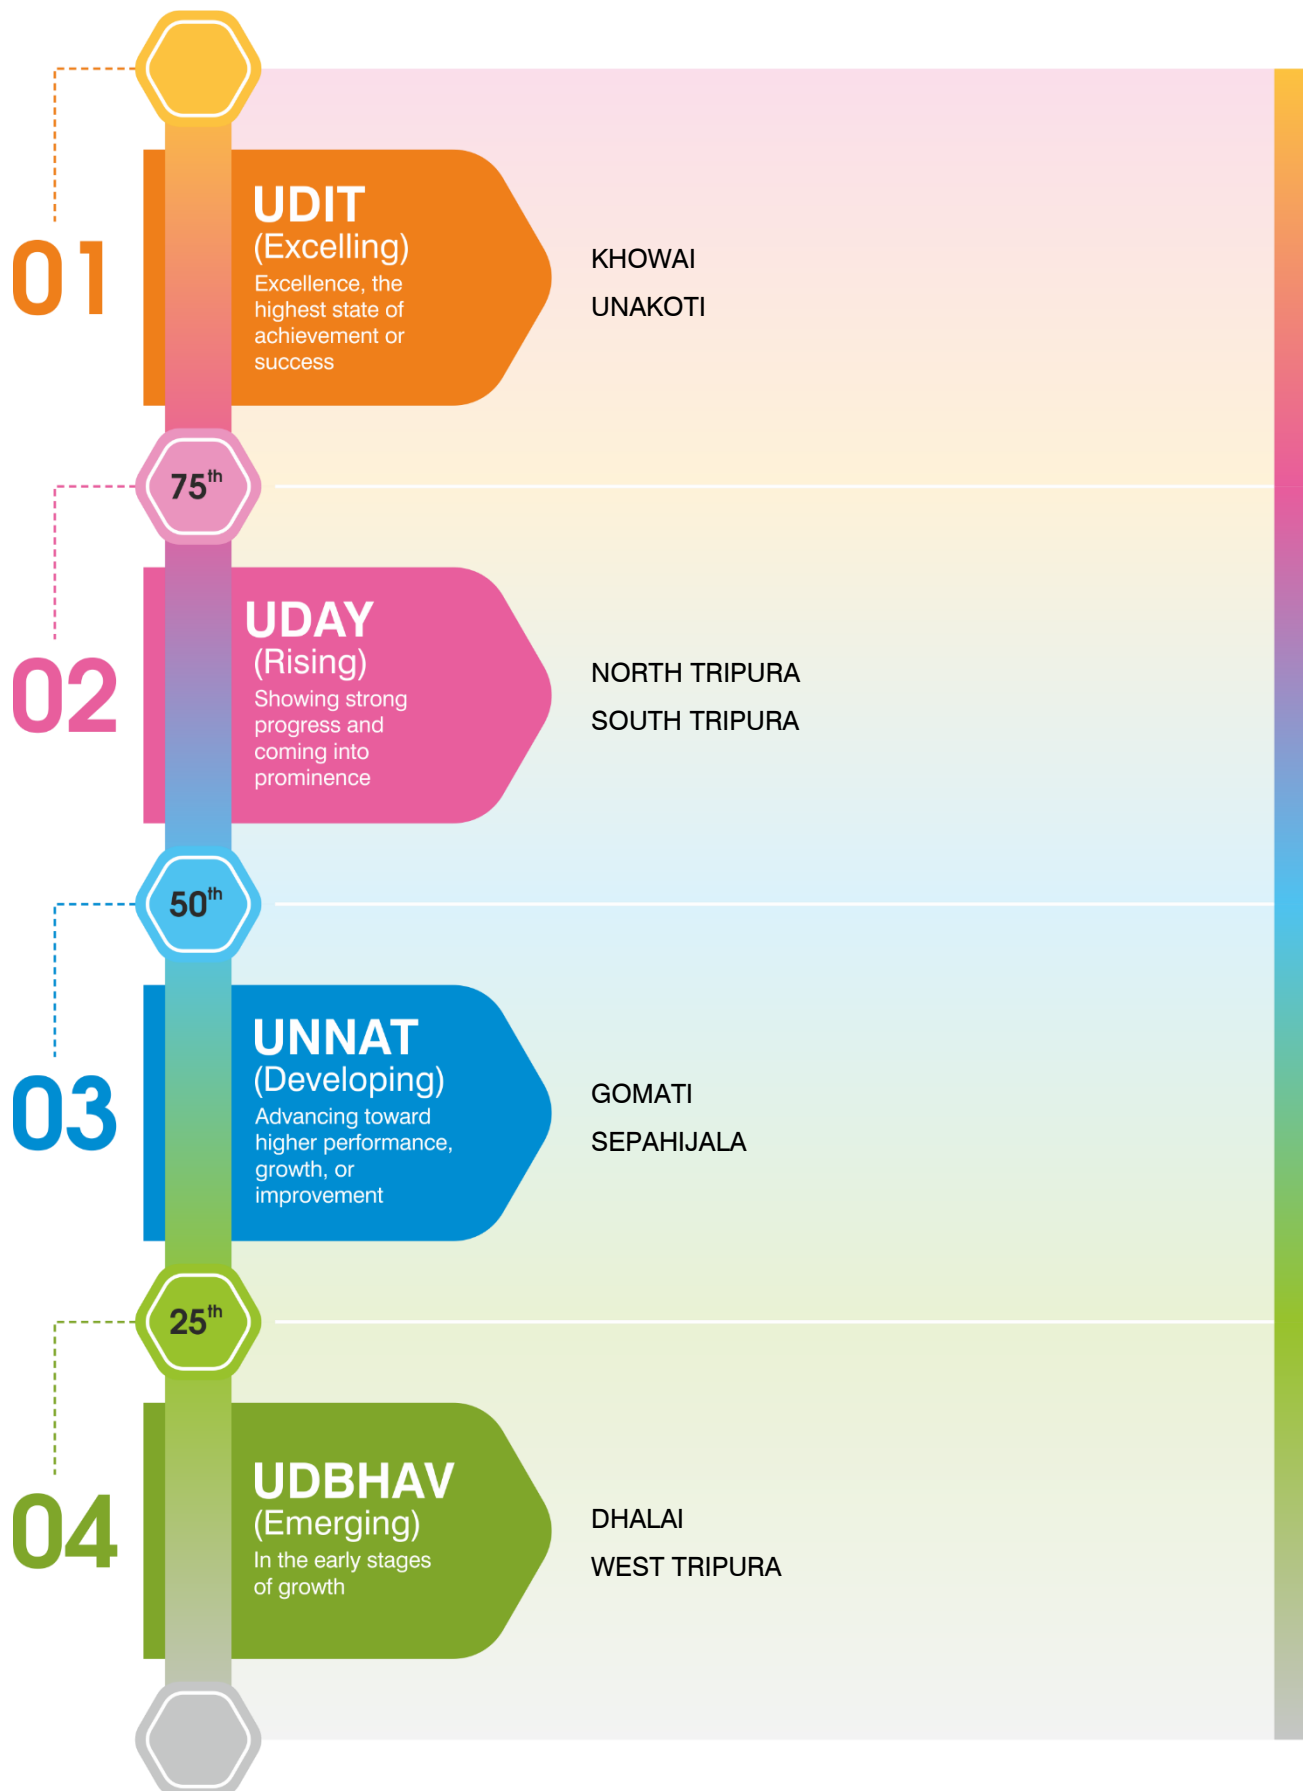 01
UDIT
(Excelling)
Excellence, the
highest state of
achievement or
success
KHOWAI
UNAKOTI
75th
02
UDAY
(Rising)
Showing strong
progress and
coming into
prominence
NORTH TRIPURA
SOUTH TRIPURA
50th
03
UNNAT
(Developing)
Advancing toward
higher performance,
growth, or
improvement
GOMATI
SEPAHIJALA
25th
04
UDBHAV
(Emerging)
In the early stages
of growth
DHALAI
WEST TRIPURA